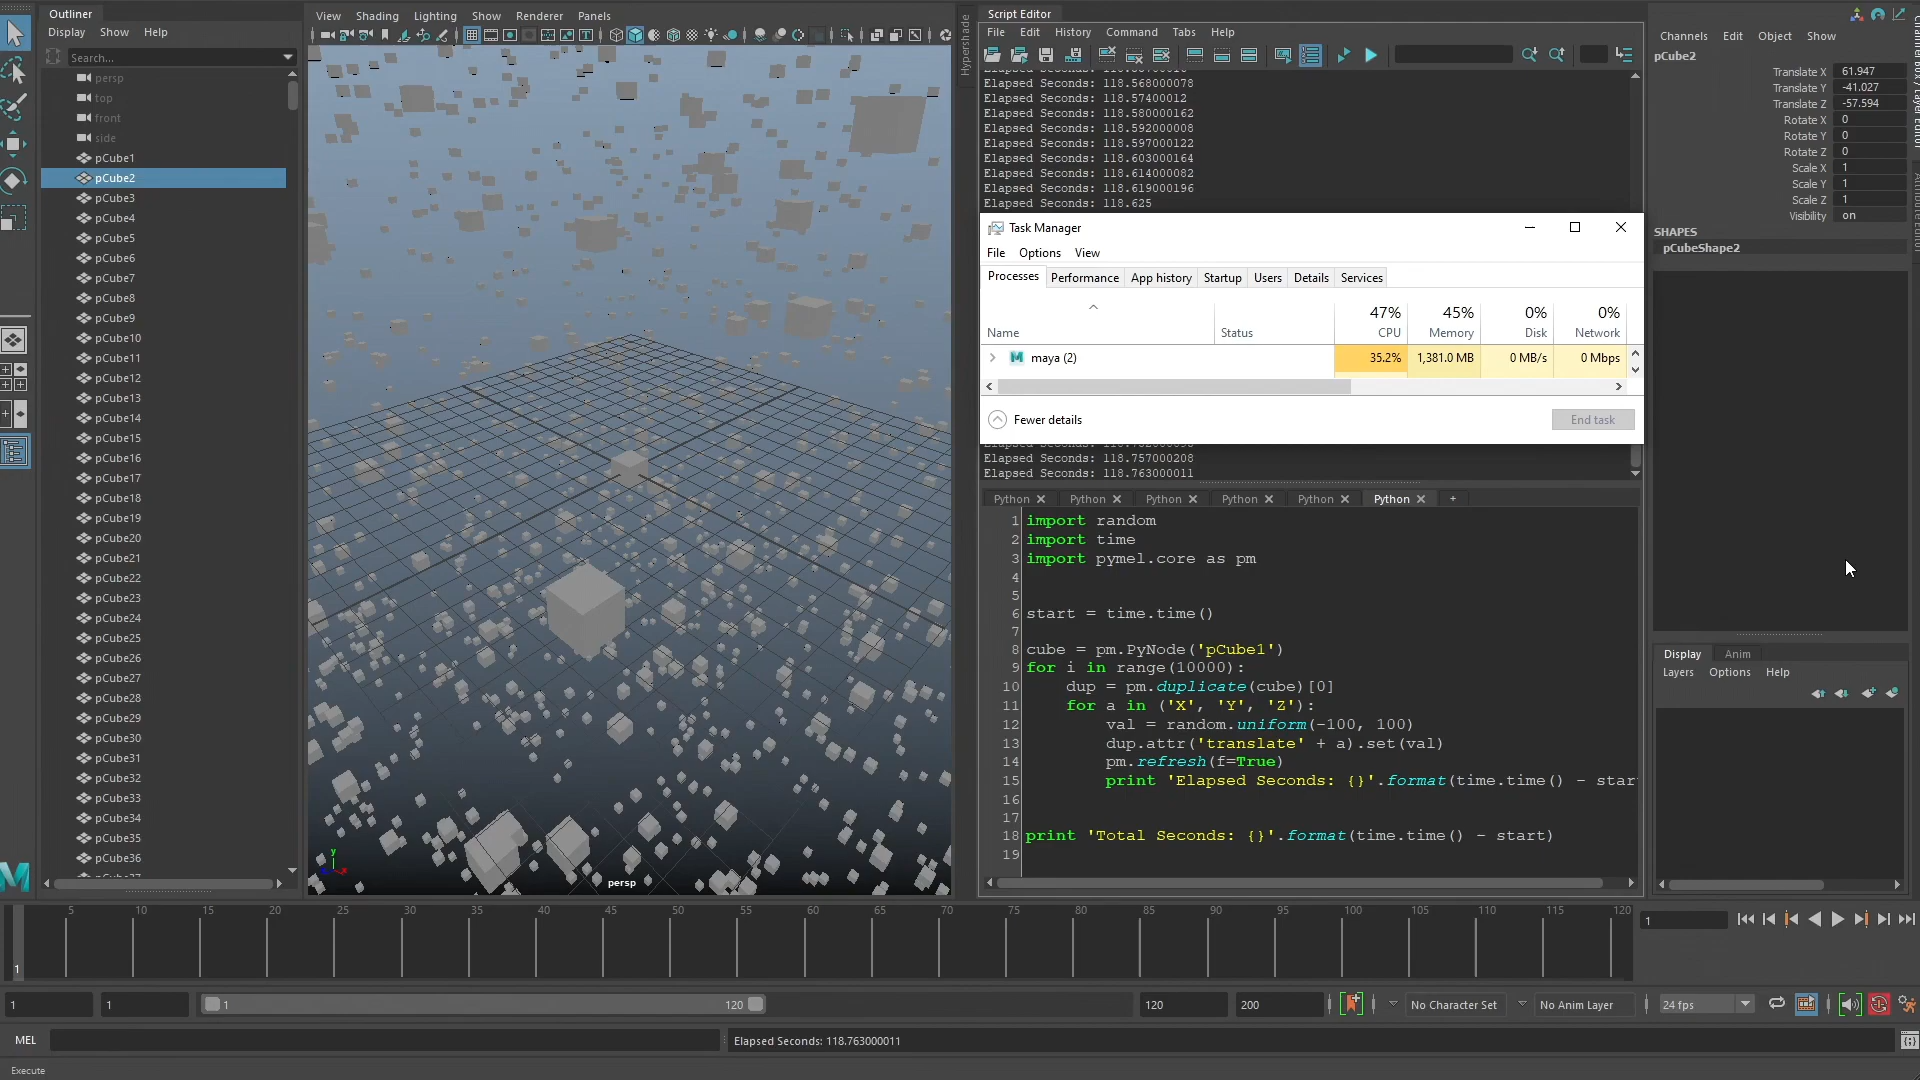 Outliner
Display Show Help
Search...
persp
top
front
side
pCube1
pCube2
pCube3
pCube4
pCube5
pCube6
pCube7
pCube8
pCube9
pCube10
pCube11
pCube12
pCube13
pCube14
pCube15
pCube16
pCube17
pCube18
pCube19
pCube20
pCube21
pCube22
pCube23
pCube24
pCube25
pCube26
pCube27
pCube28
pCube29
pCube30
pCube31
pCube32
pCube33
pCube34
pCube35
pCube36
View Shading Lighting Show Renderer Panels
persp
Hypershade
Script Editor
File Edit History Command Tabs Help
Elapsed Seconds: 118.568000078
Elapsed Seconds: 118.57400012
Elapsed Seconds: 118.580000162
Elapsed Seconds: 118.592000008
Elapsed Seconds: 118.597000122
Elapsed Seconds: 118.603000164
Elapsed Seconds: 118.614000082
Elapsed Seconds: 118.619000196
Elapsed Seconds: 118.625
Task Manager
File Options View
Processes Performance App history Startup Users Details Services
47% 45% 0% 0%
Name Status CPU Memory Disk Network
maya (2) 35.2% 1,381.0 MB 0 MB/s 0 Mbps
Fewer details End task
Elapsed Seconds: 118.757000208
Elapsed Seconds: 118.763000011
Python Python Python Python Python Python +
1 import random
2 import time
3 import pymel.core as pm
4
5
6 start = time.time()
7
8 cube = pm.PyNode('pCube1')
9 for i in range(10000):
10 dup = pm.duplicate(cube)[0]
11 for a in ('X', 'Y', 'Z'):
12 val = random.uniform(-100, 100)
13 dup.attr('translate' + a).set(val)
14 pm.refresh(f=True)
15 print 'Elapsed Seconds: {}'.format(time.time() - star
16
17
18 print 'Total Seconds: {}'.format(time.time() - start)
19
Channels Edit Object Show
pCube2
Translate X 61.947
Translate Y -41.027
Translate Z -57.594
Rotate X 0
Rotate Y 0
Rotate Z 0
Scale X 1
Scale Y 1
Scale Z 1
Visibility on
SHAPES
pCubeShape2
Display Anim
Layers Options Help
5 10 15 20 25 30 35 40 45 50 55 60 65 70 75 80 85 90 95 100 105 110 115 120
1
1
1 1 1 120 120 200 No Character Set No Anim Layer 24 fps
MEL Elapsed Seconds: 118.763000011
Execute